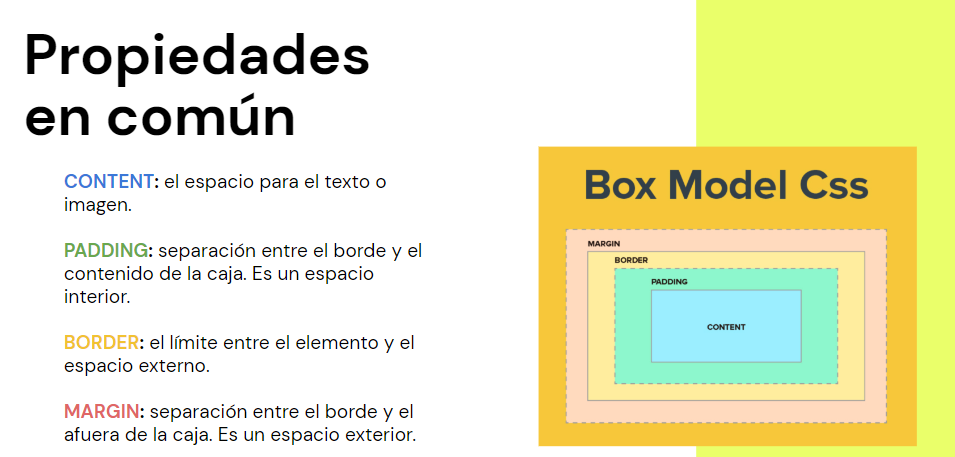 Propiedades
en común
CONTENT: el espacio para el texto o
imagen.
PADDING: separación entre el borde y el
contenido de la caja. Es un espacio
interior.
BORDER: el límite entre el elemento y el
espacio externo.
MARGIN: separación entre el borde y el
afuera de la caja. Es un espacio exterior.
Box Model Css
MARGIN
BORDER
PADDING
CONTENT